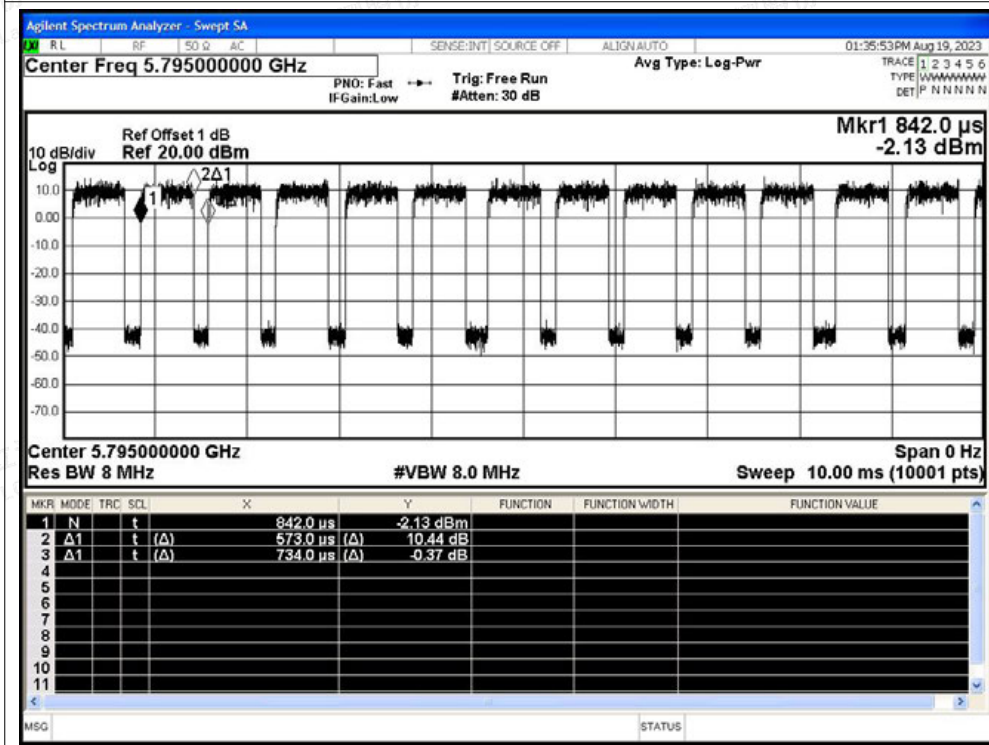 Agilent Spectrum Analyzer - Swept SA
RL RF 50 Ω AC SENSE:INT SOURCE OFF ALIGN AUTO 01:35:53PM Aug 19, 2023
Center Freq 5.795000000 GHz Avg Type: Log-Pwr TRACE 1 2 3 4 5 6
PNO: Fast Trig: Free Run TYPE WWWWWW
IFGain:Low #Atten: 30 dB DET P N N N N N
Mkr1 842.0 µs
-2.13 dBm
Ref Offset 1 dB
10 dB/div Ref 20.00 dBm
Log
2Δ1
10.0
1
0.00
-10.0
-20.0
-30.0
-40.0
-50.0
-60.0
-70.0
Center 5.795000000 GHz Span 0 Hz
Res BW 8 MHz #VBW 8.0 MHz Sweep 10.00 ms (10001 pts)
MKR MODE TRC SCL X Y FUNCTION FUNCTION WIDTH FUNCTION VALUE
1 N t 842.0 µs -2.13 dBm
2 Δ1 t (Δ) 573.0 µs (Δ) 10.44 dB
3 Δ1 t (Δ) 734.0 µs (Δ) -0.37 dB
4
5
6
7
8
9
10
11
MSG STATUS